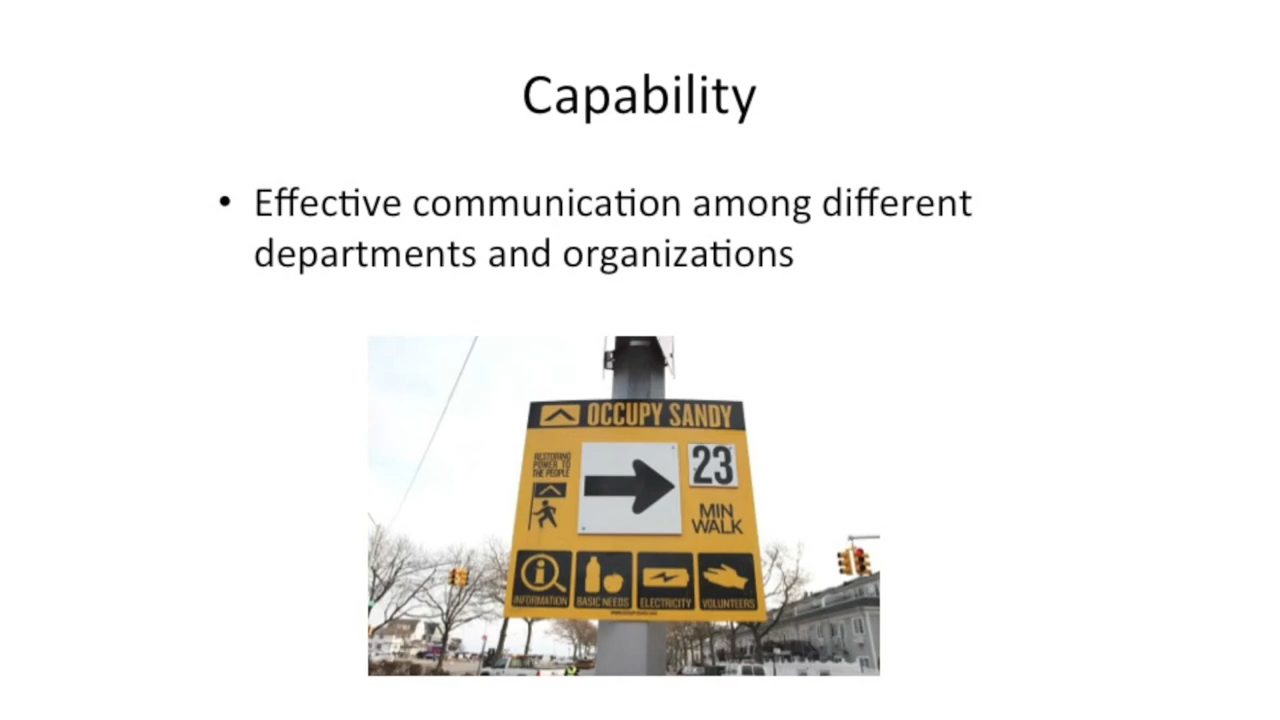 Capability
• Effective communication among different
departments and organizations
OCCUPY SANDY
RESTORING
POWER TO
THE PEOPLE
23
MIN
WALK
INFORMATION
BASIC NEEDS
ELECTRICITY
VOLUNTEERS